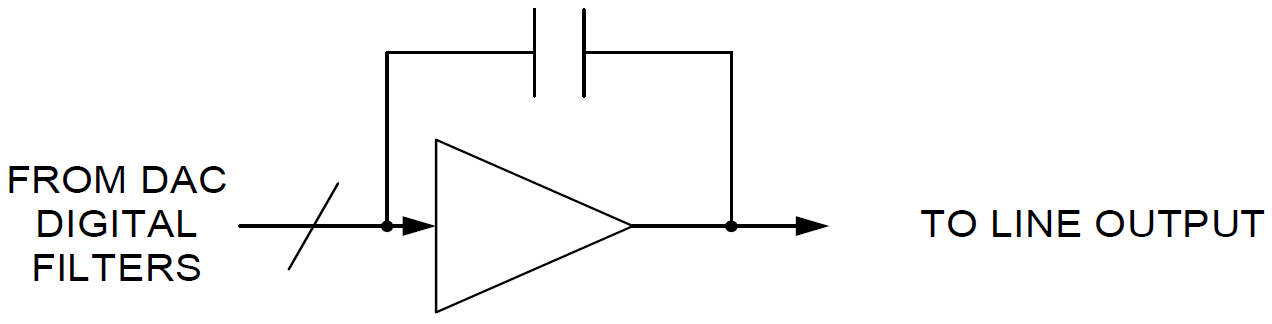 FROM DAC
DIGITAL
FILTERS
TO LINE OUTPUT